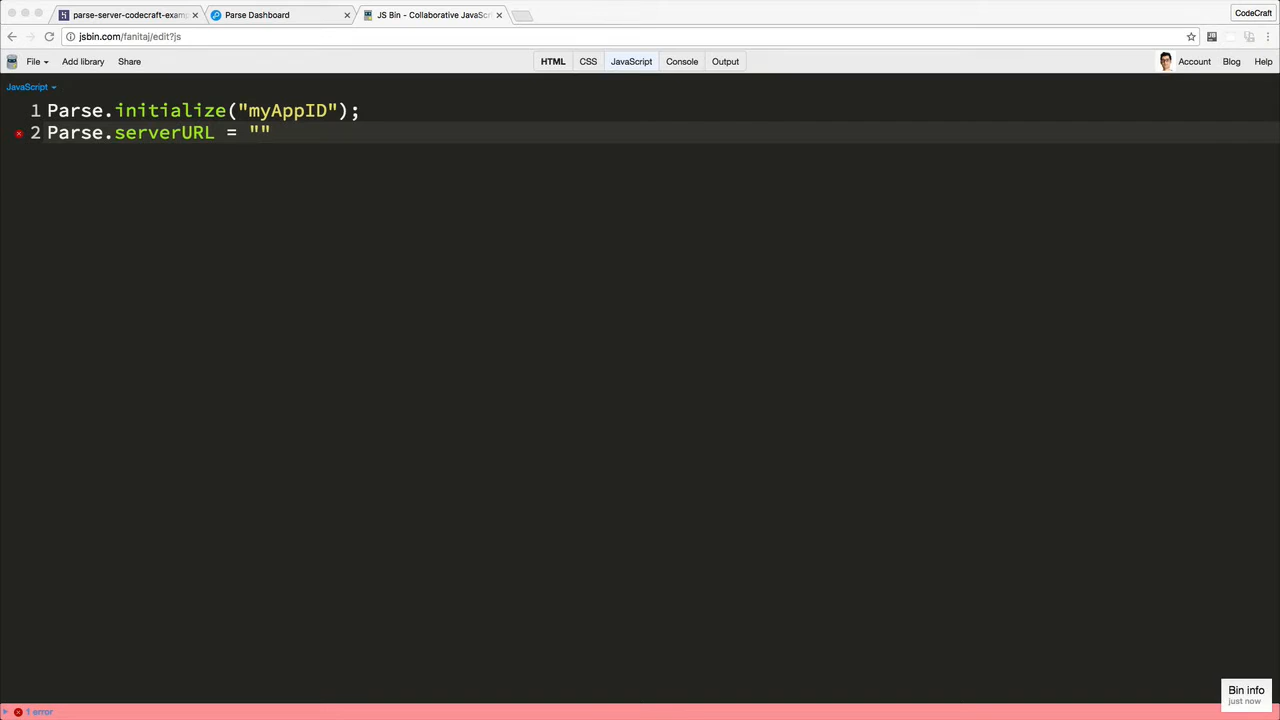 parse-server-codecraft-examp
Parse Dashboard
JS Bin - Collaborative JavaScri
CodeCraft
jsbin.com/fanitaj/edit?js
File
Add library
Share
HTML
CSS
JavaScript
Console
Output
Account
Blog
Help
JavaScript
1 Parse.initialize("myAppID");
2 Parse.serverURL = ""
Bin info
just now
1 error